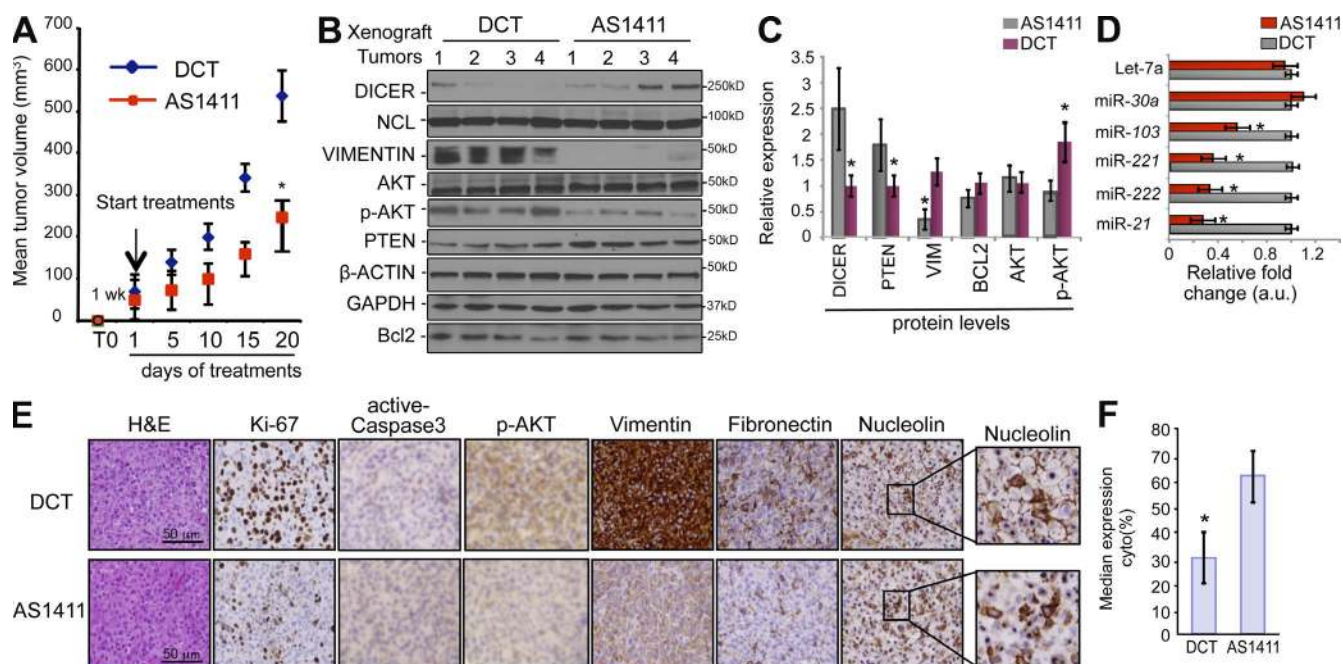 A
Mean tumor volume (mm³)
700
600
500
400
300
200
100
0
DCT
AS1411
Start treatments
1 wk
T0 1 5 10 15 20
*
days of treatments
B
Xenograft DCT AS1411
Tumors 1 2 3 4 1 2 3 4
DICER - -250kD
NCL - -100kD
VIMENTIN - -50kD
AKT - -50kD
p-AKT - -50kD
PTEN - -50kD
β-ACTIN - -50kD
GAPDH - -37kD
Bcl2 - -25kD
C
AS1411
DCT
Relative expression
3.5
3
2.5
2
1.5
1
0.5
0
* * * *
DICER PTEN VIM BCL2 AKT p-AKT
protein levels
D
AS1411
DCT
Let-7a
miR-30a
miR-103 *
miR-221 *
miR-222 *
miR-21 *
0 0.4 0.8 1.2
Relative fold
change (a.u.)
E
H&E Ki-67 active-Caspase3 p-AKT Vimentin Fibronectin Nucleolin Nucleolin
DCT
50 µm
AS1411
50 µm
F
Median expression
cyto(%)
80
70
60
50
40
30
20
10
0
*
DCT AS1411